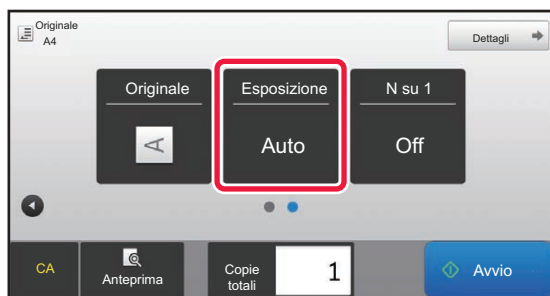 Originale
A4
Dettagli
Originale
Esposizione
N su 1
A
Auto
Off
CA
Anteprima
Copie
totali
1
Avvio